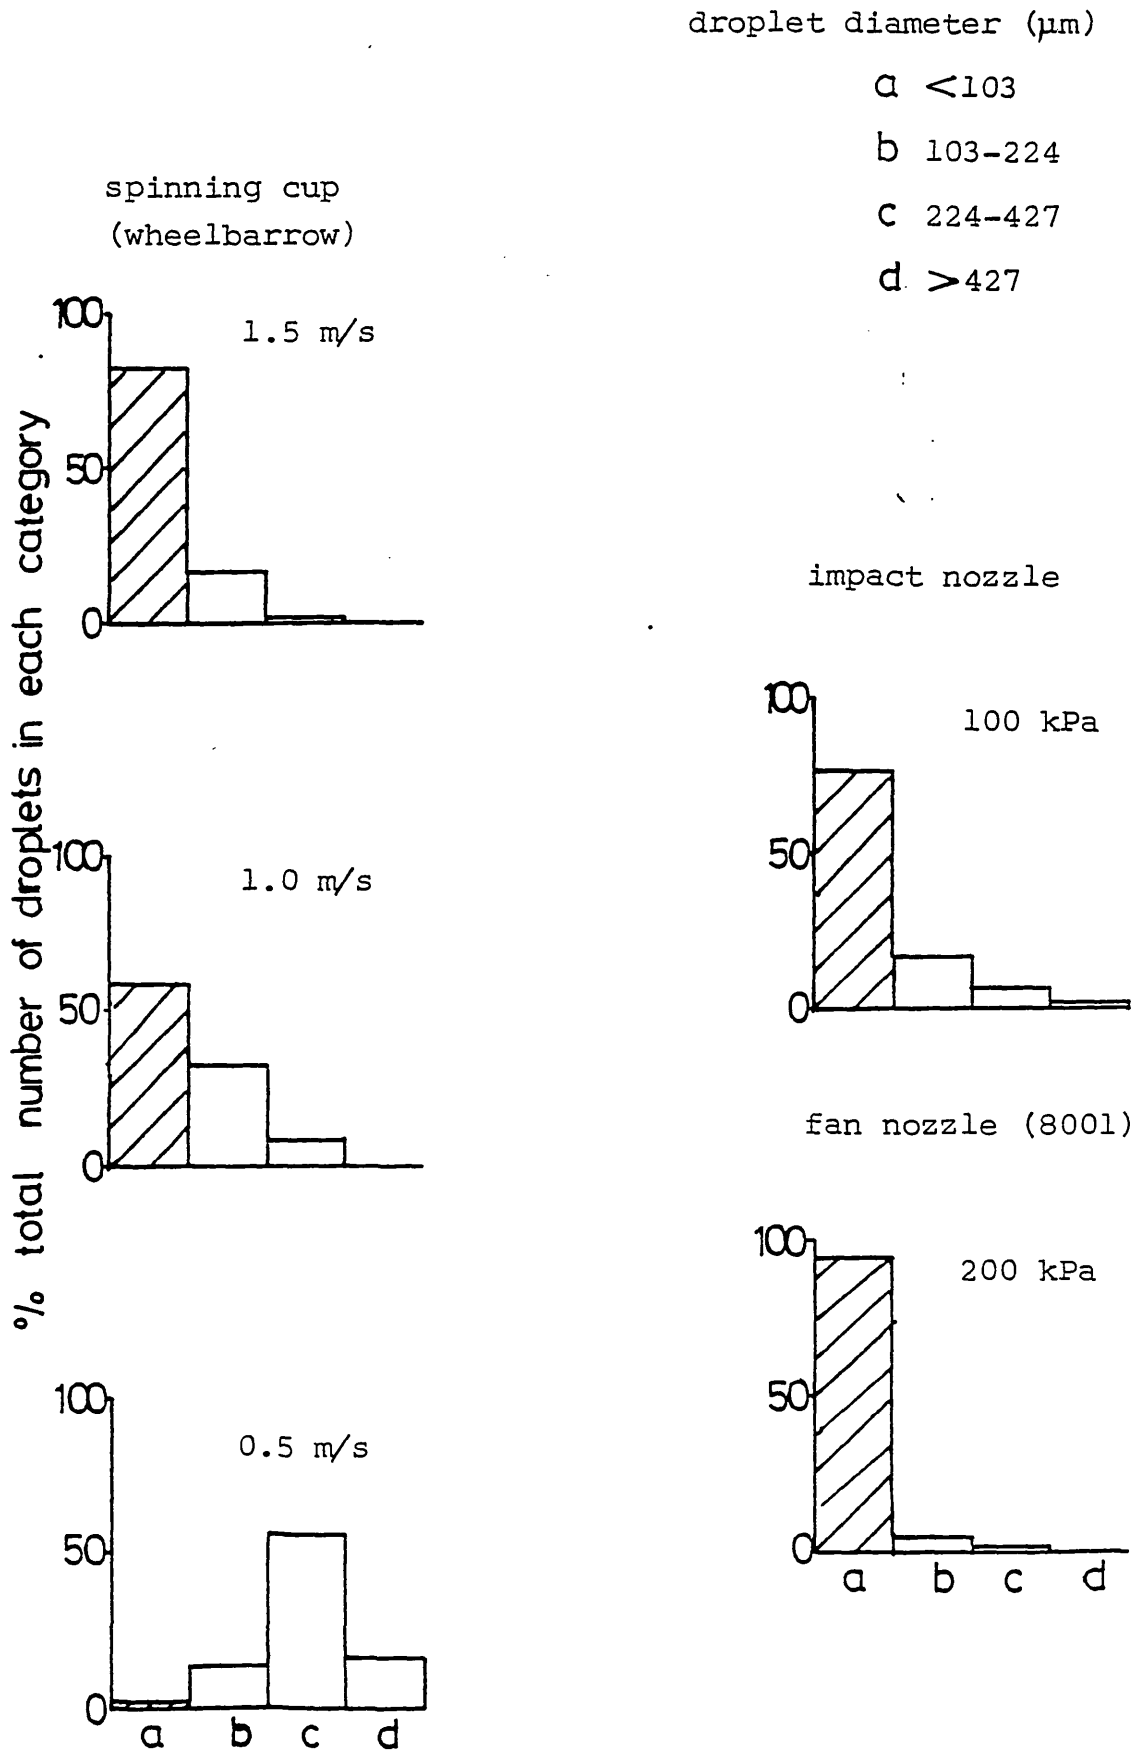 droplet diameter (µm)
a <103
b 103-224
c 224-427
d >427
spinning cup
(wheelbarrow)
% total number of droplets in each category
100
50
0
1.5 m/s
100
50
0
1.0 m/s
100
50
0
0.5 m/s
a b c d
impact nozzle
100
50
0
100 kPa
fan nozzle (8001)
100
50
0
200 kPa
a b c d